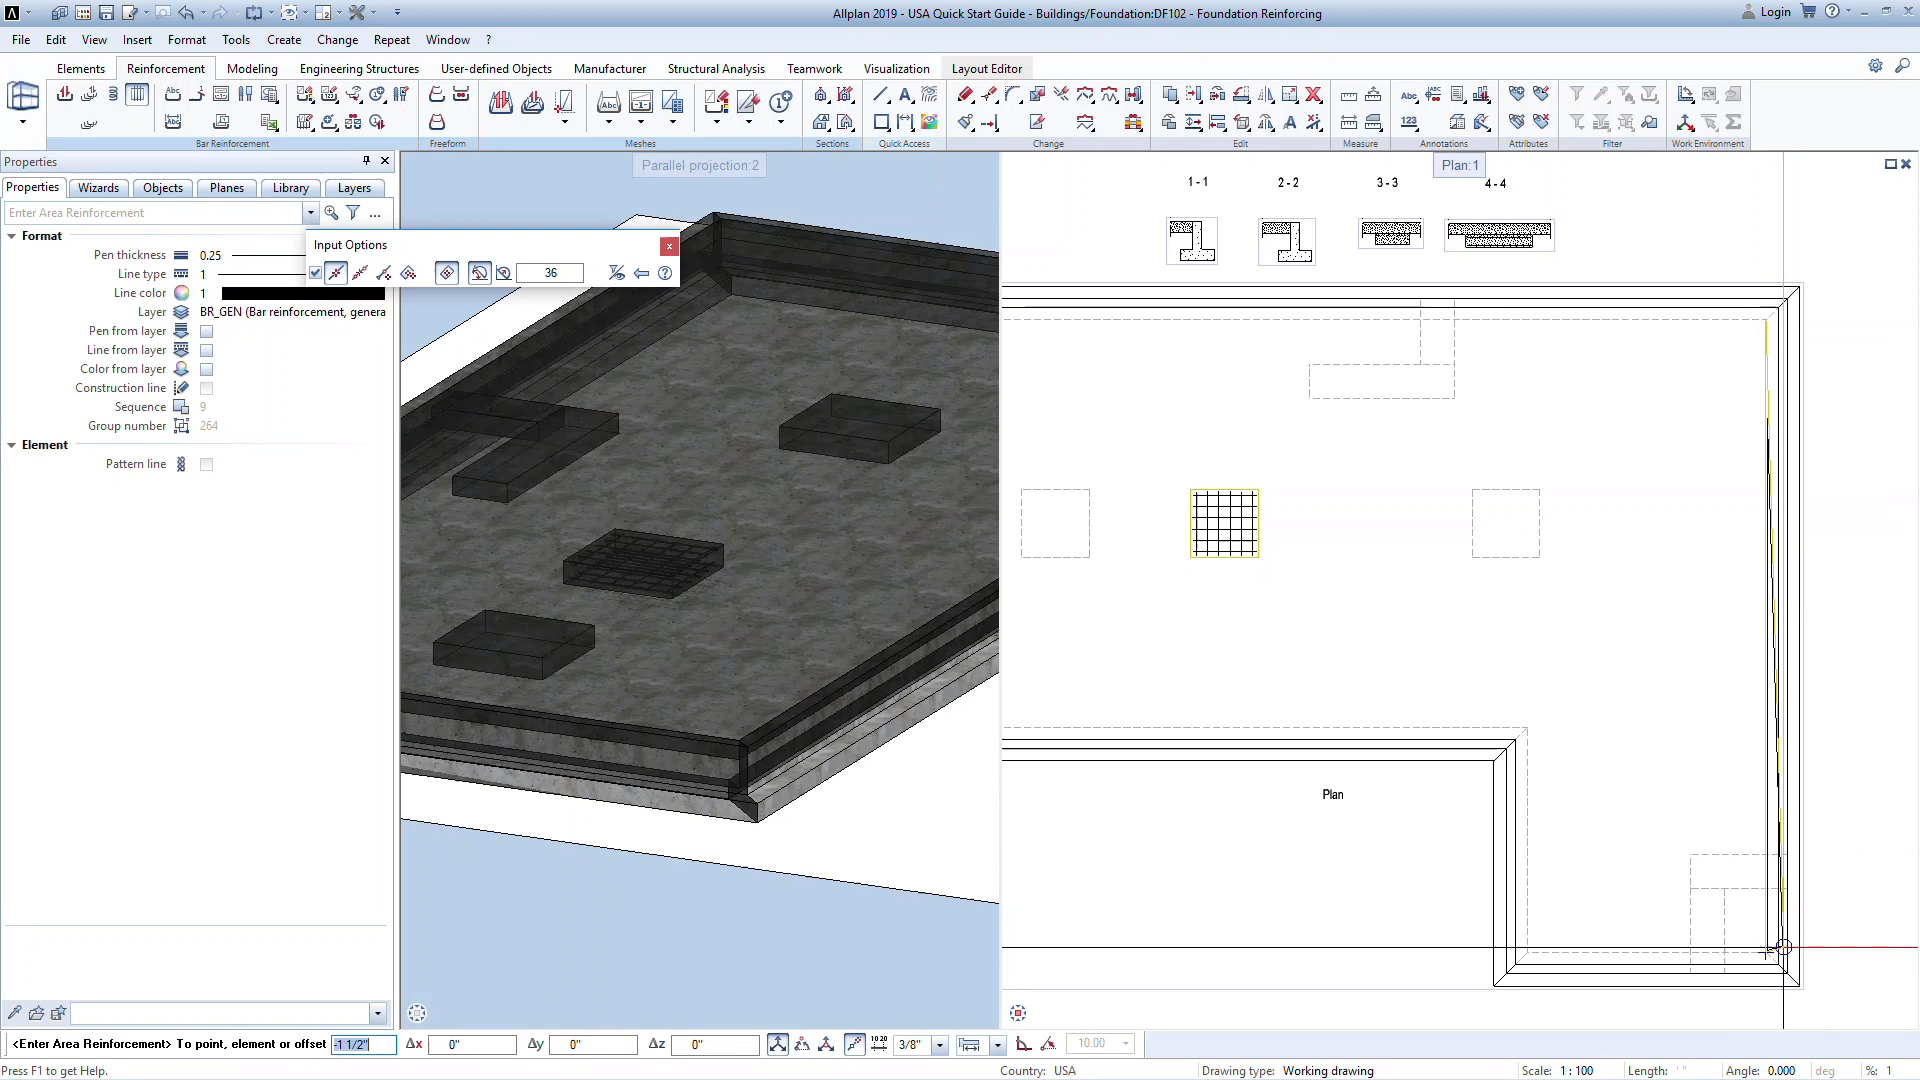 Allplan 2019 - USA Quick Start Guide - Buildings/Foundation:DF102 - Foundation Reinforcing
Login
File Edit View Insert Format Tools Create Change Repeat Window ?
Elements Reinforcement Modeling Engineering Structures User-defined Objects Manufacturer Structural Analysis Teamwork Visualization Layout Editor
Bar Reinforcement Freeform Meshes Sections Quick Access Change Edit Measure Annotations Attributes Filter Work Environment
Properties
Parallel projection:2
Plan:1
Properties Wizards Objects Planes Library Layers
Enter Area Reinforcement
...
Format
Pen thickness 0.25
Line type 1
Line color 1
Layer BR_GEN (Bar reinforcement, genera
Pen from layer
Line from layer
Color from layer
Construction line
Sequence 9
Group number 264
Element
Pattern line
Input Options
36
1 - 1
2 - 2
3 - 3
4 - 4
Plan
<Enter Area Reinforcement> To point, element or offset -1 1/2" Δx 0" Δy 0" Δz 0" 3/8" 10.00
Press F1 to get Help.
Country: USA Drawing type: Working drawing Scale: 1 : 100 Length: ' " Angle: 0.000 deg %: 1